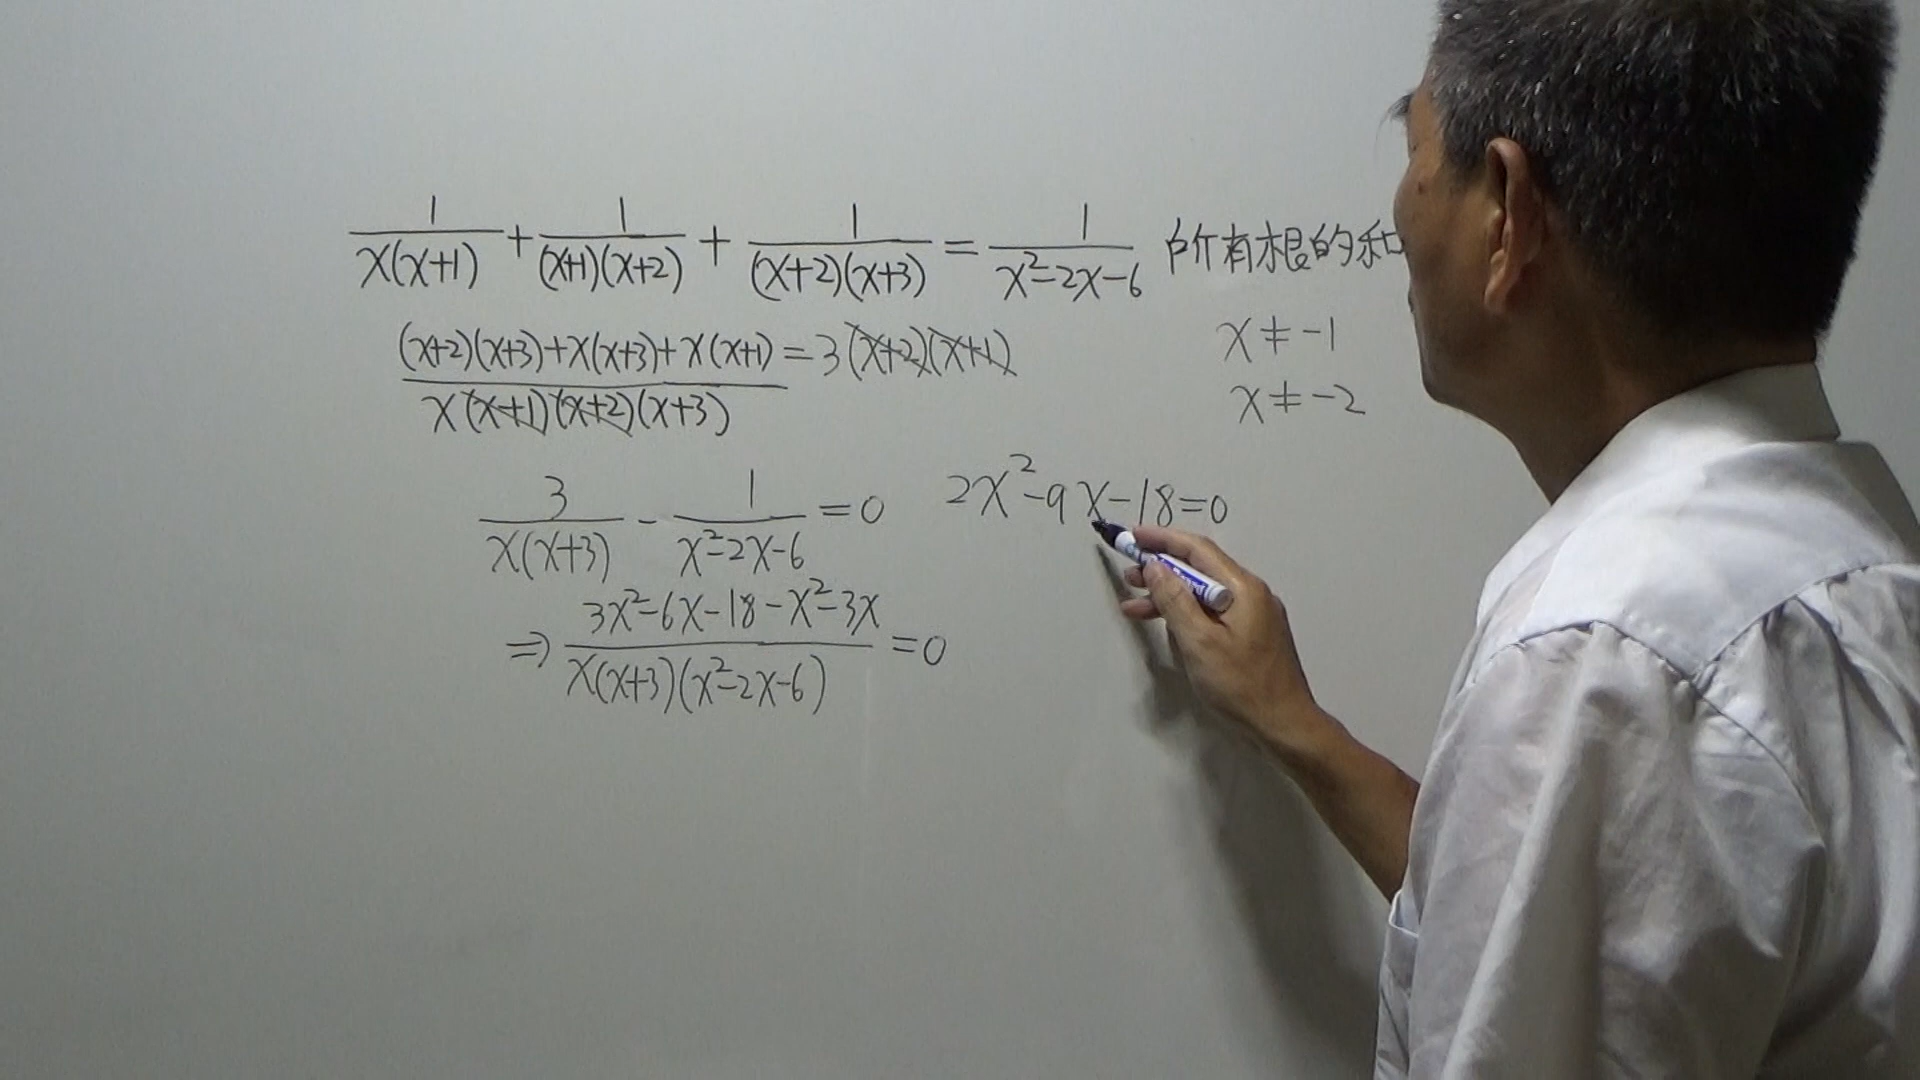 1/(x(x+1)) + 1/((x+1)(x+2)) + 1/((x+2)(x+3)) = 1/(x²-2x-6) 所有根的和
((x+2)(x+3)+x(x+3)+x(x+1))/(x(x+1)(x+2)(x+3)) = 3(x+2)(x+1)
x≠-1
x≠-2
3/(x(x+3)) - 1/(x²-2x-6) = 0
2x²-9x-18=0
⇒ (3x²-6x-18-x²-3x)/(x(x+3)(x²-2x-6)) = 0